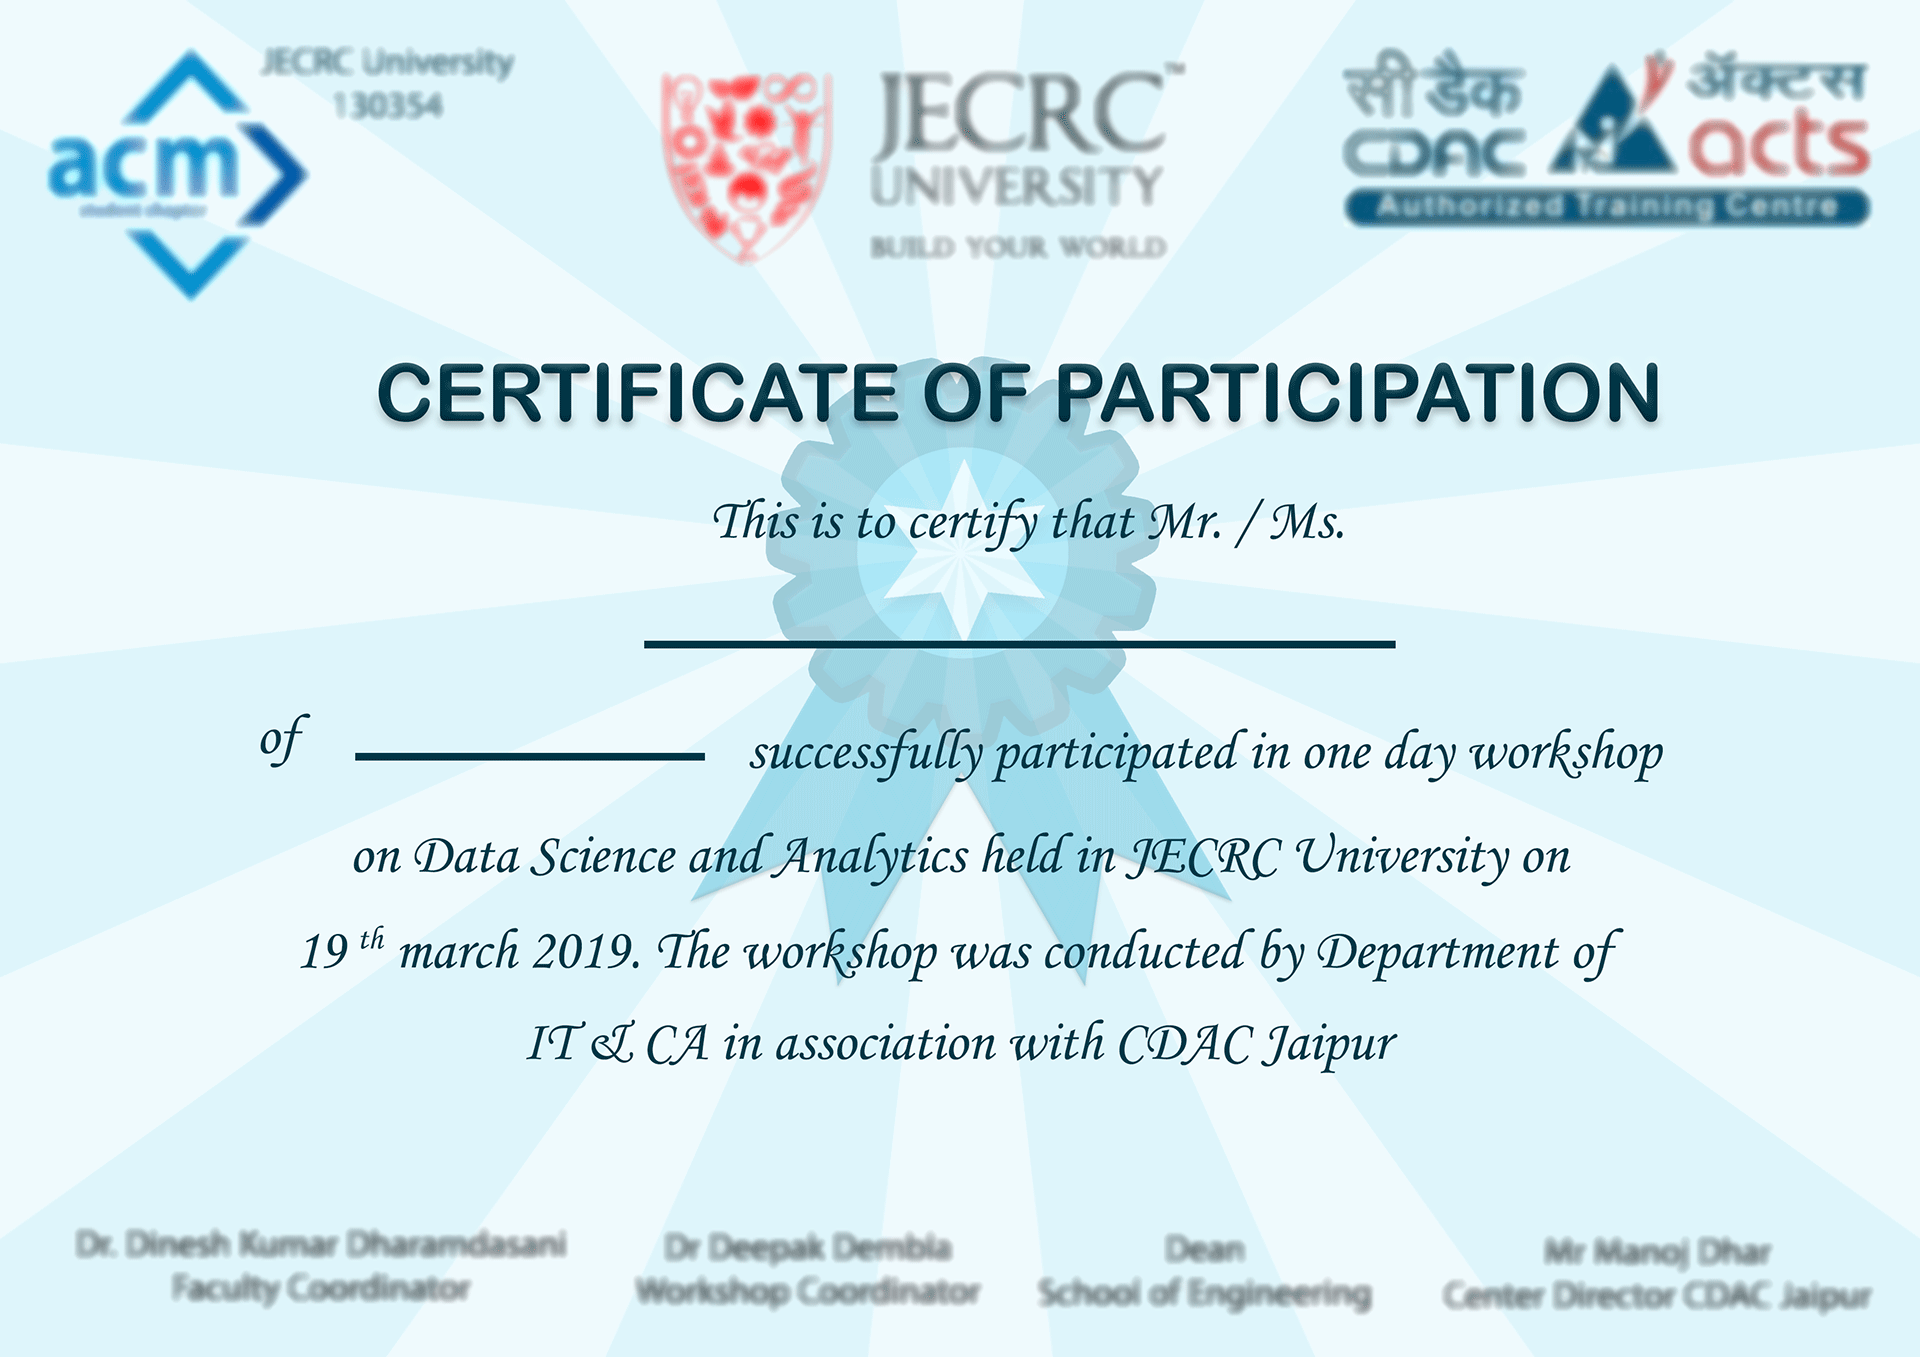 JECRC University
130354
acm
student chapter
JECRC™
UNIVERSITY
BUILD YOUR WORLD
सी डैक
CDAC
ॲक्टस
acts
Authorized Training Centre
CERTIFICATE OF PARTICIPATION
This is to certify that Mr. / Ms.
of successfully participated in one day workshop
on Data Science and Analytics held in JECRC University on
19 th march 2019. The workshop was conducted by Department of
IT & CA in association with CDAC Jaipur
Dr. Dinesh Kumar Dharamdasani
Faculty Coordinator
Dr Deepak Dembla
Workshop Coordinator
Dean
School of Engineering
Mr Manoj Dhar
Center Director CDAC Jaipur